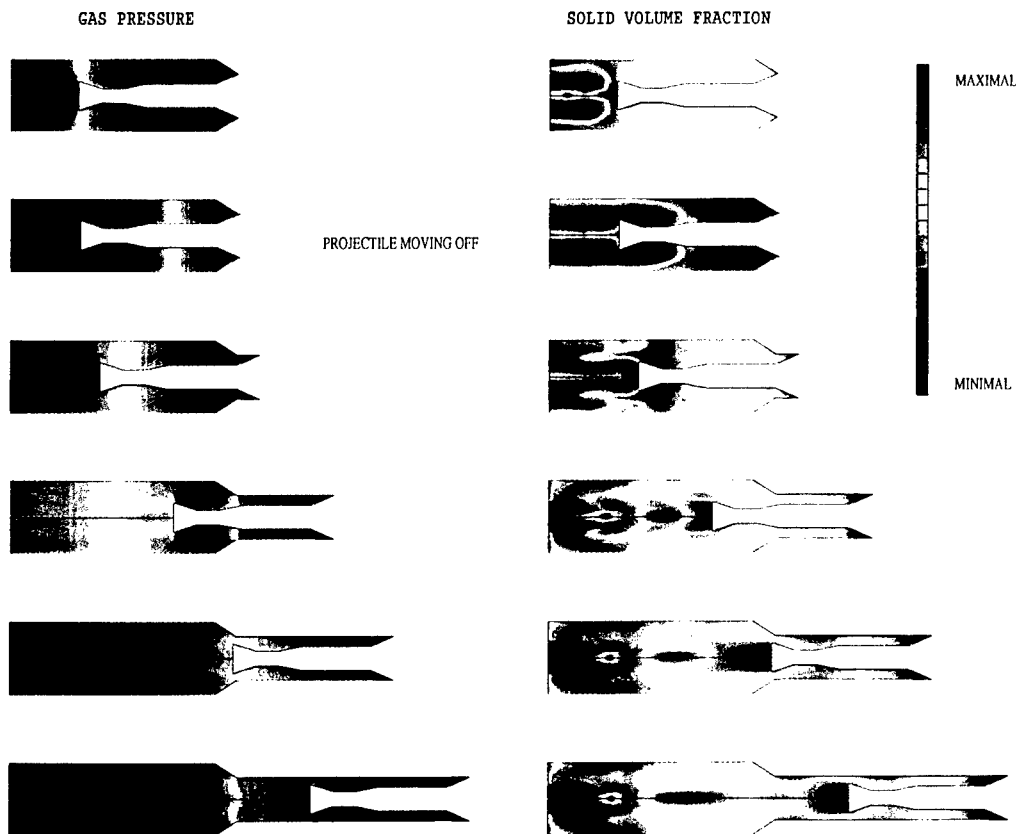 GAS PRESSURE
SOLID VOLUME FRACTION
MAXIMAL
PROJECTILE MOVING OFF
MINIMAL